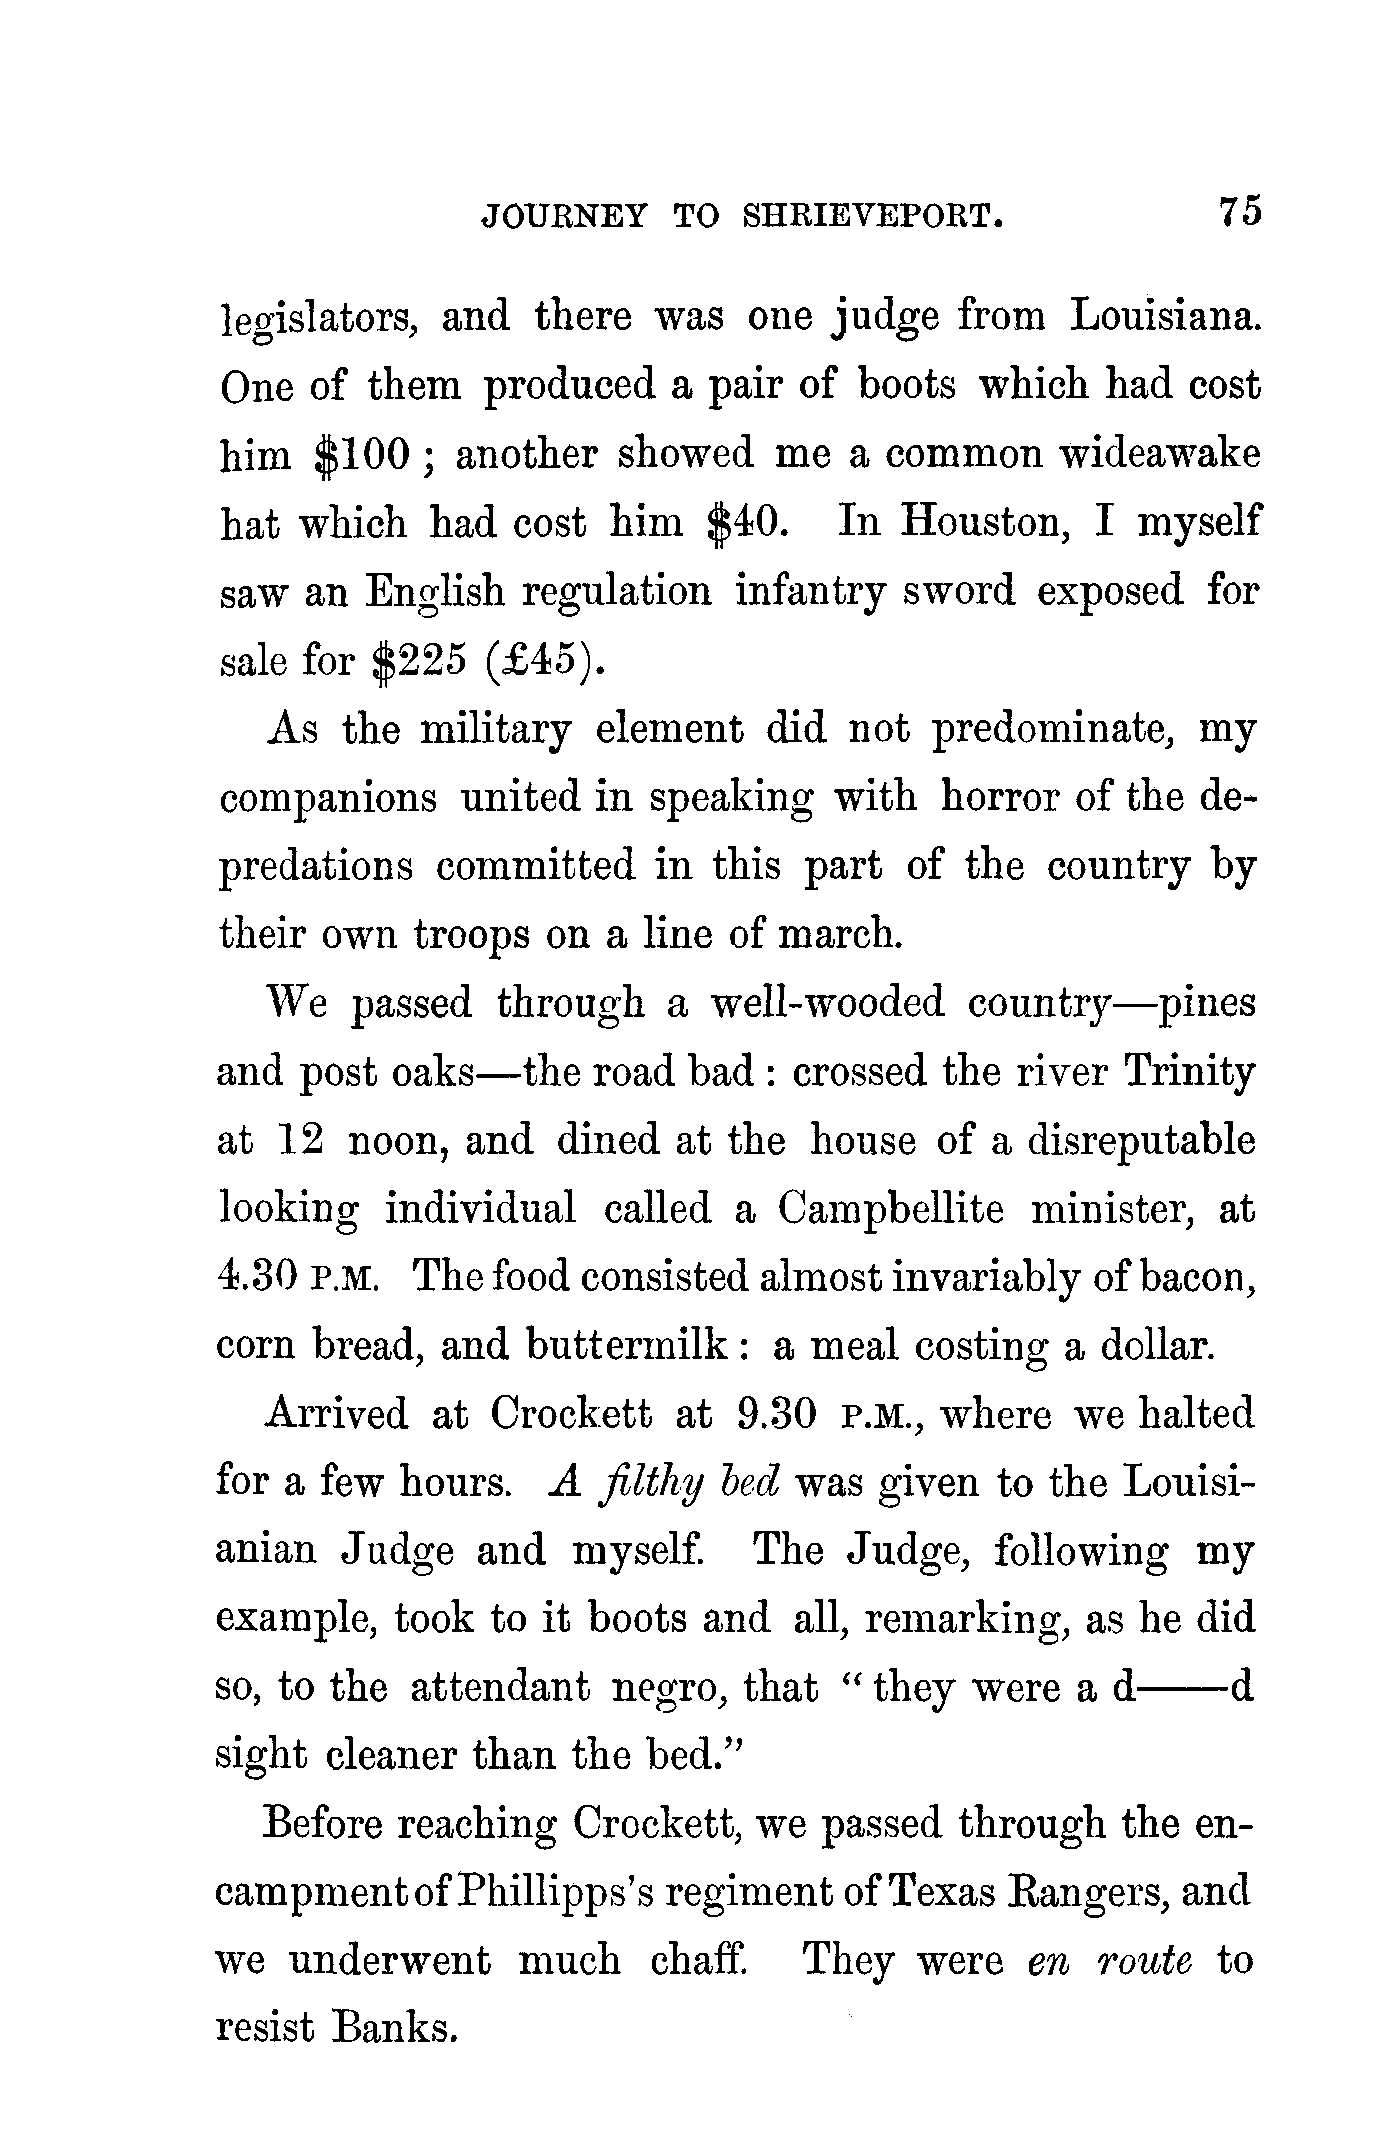 JOURNEY TO SHRIEVEPORT. 75
legislators, and there was one judge from Louisiana.
One of them produced a pair of boots which had cost
him $100 ; another showed me a common wideawake
hat which had cost him $40. In Houston, I myself
saw an English regulation infantry sword exposed for
sale for $225 (£45).
As the military element did not predominate, my
companions united in speaking with horror of the de-
predations committed in this part of the country by
their own troops on a line of march.
We passed through a well-wooded country—pines
and post oaks—the road bad : crossed the river Trinity
at 12 noon, and dined at the house of a disreputable
looking individual called a Campbellite minister, at
4.30 P.M. The food consisted almost invariably of bacon,
corn bread, and buttermilk : a meal costing a dollar.
Arrived at Crockett at 9.30 P.M., where we halted
for a few hours. A filthy bed was given to the Louisi-
anian Judge and myself. The Judge, following my
example, took to it boots and all, remarking, as he did
so, to the attendant negro, that “ they were a d——d
sight cleaner than the bed.”
Before reaching Crockett, we passed through the en-
campment of Phillipps's regiment of Texas Rangers, and
we underwent much chaff. They were en route to
resist Banks.